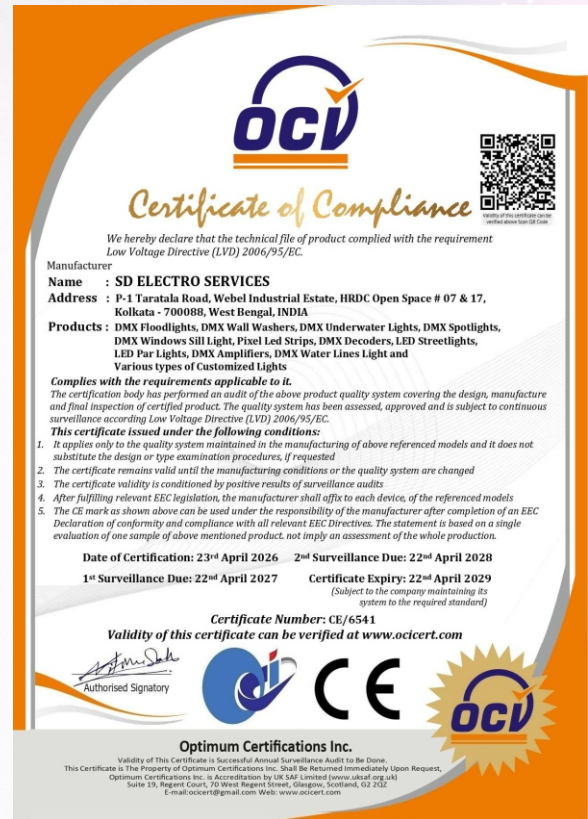 OCV
Certificate of Compliance
Validity of this certificate can be
verified above Scan QR Code
We hereby declare that the technical file of product complied with the requirement
Low Voltage Directive (LVD) 2006/95/EC.
Manufacturer
Name : SD ELECTRO SERVICES
Address : P-1 Taratala Road, Webel Industrial Estate, HRDC Open Space # 07 & 17,
Kolkata - 700088, West Bengal, INDIA
Products : DMX Floodlights, DMX Wall Washers, DMX Underwater Lights, DMX Spotlights,
DMX Windows Sill Light, Pixel Led Strips, DMX Decoders, LED Streetlights,
LED Par Lights, DMX Amplifiers, DMX Water Lines Light and
Various types of Customized Lights
Complies with the requirements applicable to it.
The certification body has performed an audit of the above product quality system covering the design, manufacture
and final inspection of certified product. The quality system has been assessed, approved and is subject to continuous
surveillance according Low Voltage Directive (LVD) 2006/95/EC.
This certificate issued under the following conditions:
1. It applies only to the quality system maintained in the manufacturing of above referenced models and it does not
substitute the design or type examination procedures, if requested
2. The certificate remains valid until the manufacturing conditions or the quality system are changed
3. The certificate validity is conditioned by positive results of surveillance audits
4. After fulfilling relevant EEC legislation, the manufacturer shall affix to each device, of the referenced models
5. The CE mark as shown above can be used under the responsibility of the manufacturer after completion of an EEC
Declaration of conformity and compliance with all relevant EEC Directives. The statement is based on a single
evaluation of one sample of above mentioned product. not imply an assessment of the whole production.
Date of Certification: 23rd April 2026 2nd Surveillance Due: 22nd April 2028
1st Surveillance Due: 22nd April 2027 Certificate Expiry: 22nd April 2029
(Subject to the company maintaining its
system to the required standard)
Certificate Number: CE/6541
Validity of this certificate can be verified at www.ocicert.com
Authorised Signatory
CE
OCV
Optimum Certifications Inc.
Validity of This Certificate is Successful Annual Surveillance Audit to Be Done.
This Certificate is The Property of Optimum Certifications Inc. Shall Be Returned Immediately Upon Request,
Optimum Certifications Inc. is Accreditation by UK SAF Limited (www.uksaf.org.uk)
Suite 19, Regent Court, 70 West Regent Street, Glasgow, Scotland, G2 2QZ
E-mail:ocicert@gmail.com Web: www.ocicert.com